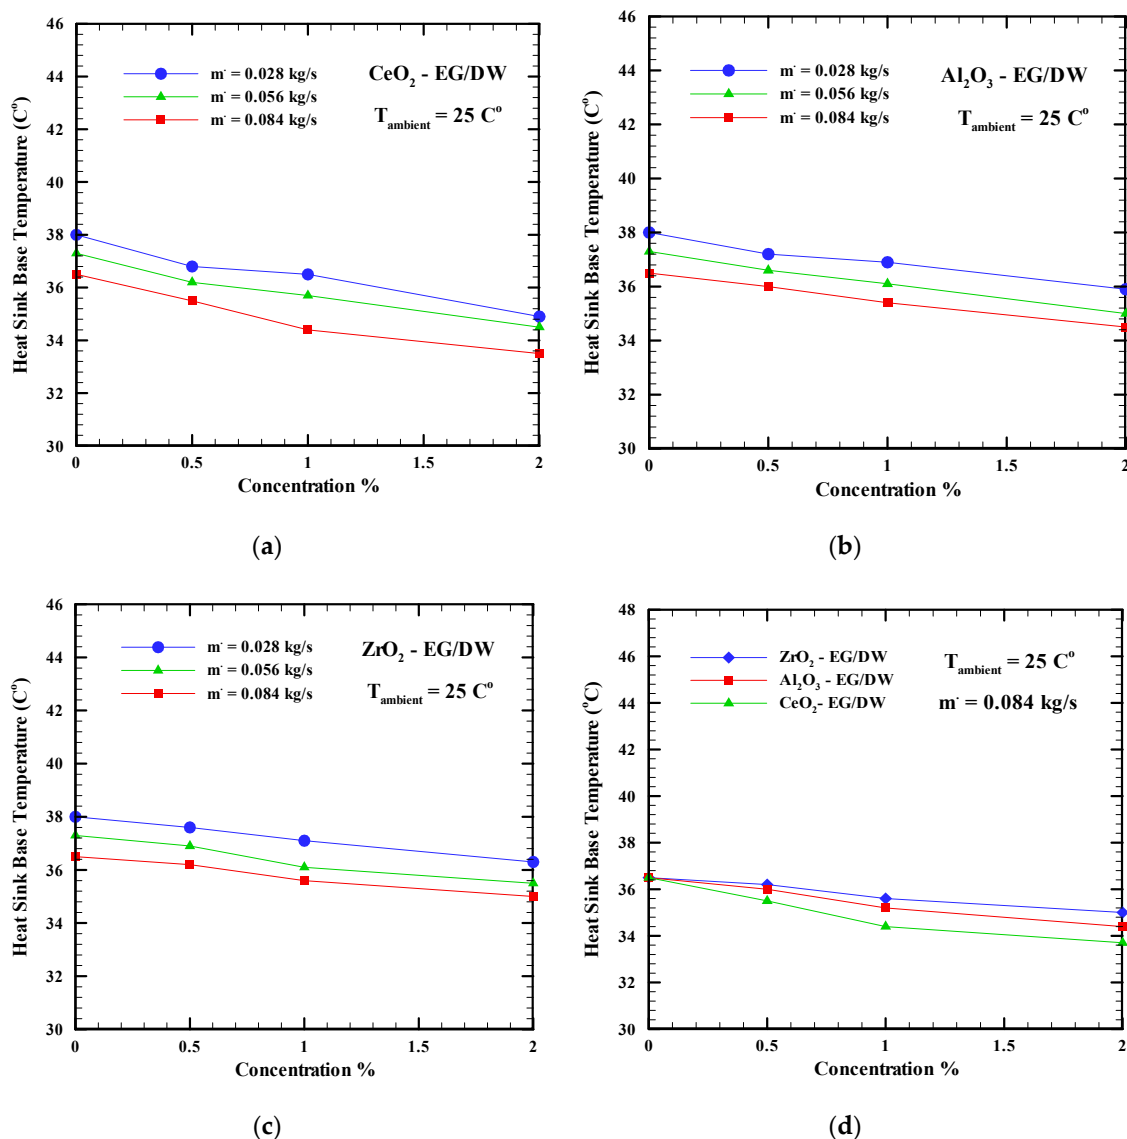 46
44
42
40
38
36
34
32
30
Heat Sink Base Temperature (C°)
m· = 0.028 kg/s
m· = 0.056 kg/s
m· = 0.084 kg/s
CeO₂ - EG/DW
T_ambient = 25 C°
0 0.5 1 1.5 2
Concentration %
(a)
46
44
42
40
38
36
34
32
30
Heat Sink Base Temperature (C°)
m· = 0.028 kg/s
m· = 0.056 kg/s
m· = 0.084 kg/s
Al₂O₃ - EG/DW
T_ambient = 25 C°
0 0.5 1 1.5 2
Concentration %
(b)
46
44
42
40
38
36
34
32
30
Heat Sink Base Temperature (C°)
m· = 0.028 kg/s
m· = 0.056 kg/s
m· = 0.084 kg/s
ZrO₂ - EG/DW
T_ambient = 25 C°
0 0.5 1 1.5 2
Concentration %
(c)
48
46
44
42
40
38
36
34
32
30
Heat Sink Base Temperature (°C)
ZrO₂ - EG/DW
Al₂O₃ - EG/DW
CeO₂- EG/DW
T_ambient = 25 C°
m· = 0.084 kg/s
0 0.5 1 1.5 2
Concentration %
(d)